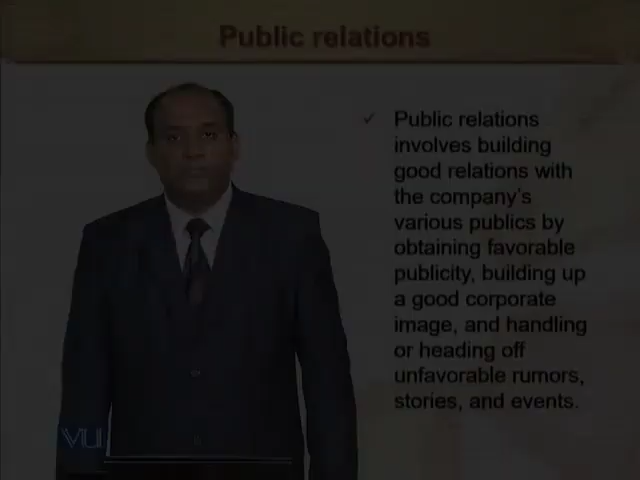 Public relations
✓ Public relations
involves building
good relations with
the company's
various publics by
obtaining favorable
publicity, building up
a good corporate
image, and handling
or heading off
unfavorable rumors,
stories, and events.
VU